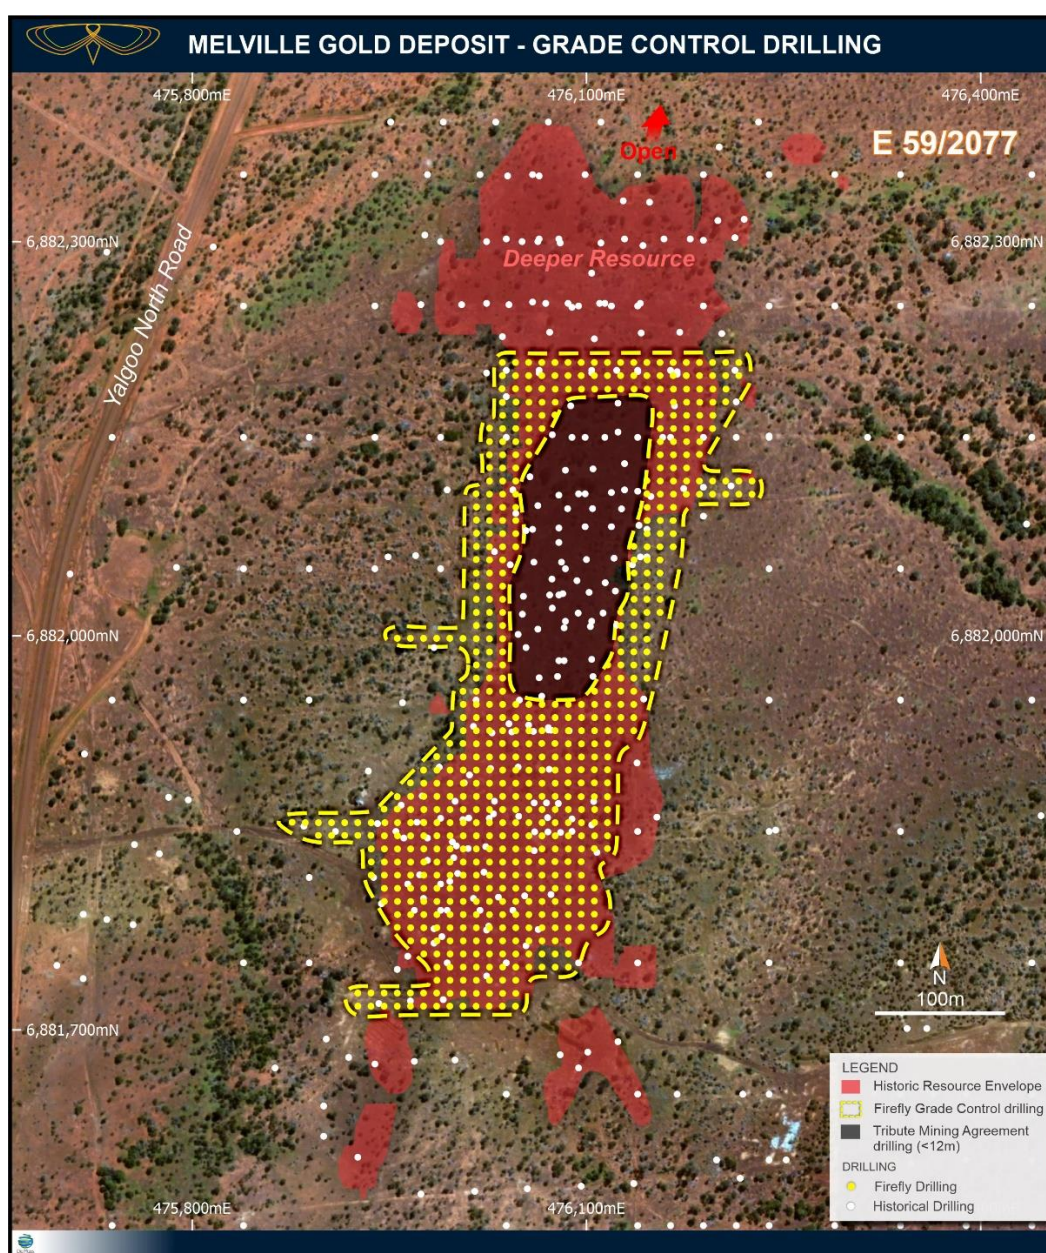 MELVILLE GOLD DEPOSIT - GRADE CONTROL DRILLING
475,800mE
476,100mE
476,400mE
Open
E 59/2077
6,882,300mN
6,882,300mN
Deeper Resource
Yalgoo North Road
6,882,000mN
6,882,000mN
N
100m
6,881,700mN
LEGEND
Historic Resource Envelope
Firefly Grade Control drilling
Tribute Mining Agreement
drilling (<12m)
DRILLING
Firefly Drilling
Historical Drilling
475,800mE
476,100mE